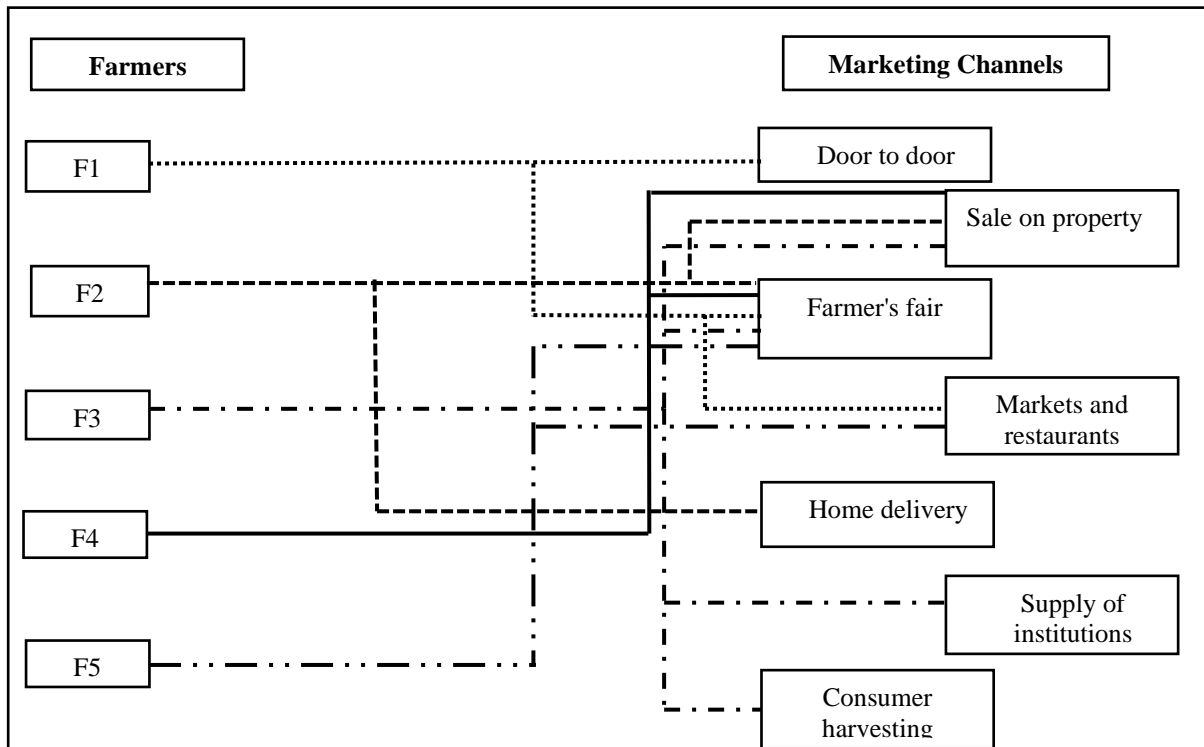 Farmers
Marketing Channels
F1
Door to door
Sale on property
F2
Farmer's fair
F3
Markets and
restaurants
Home delivery
F4
Supply of
institutions
F5
Consumer
harvesting